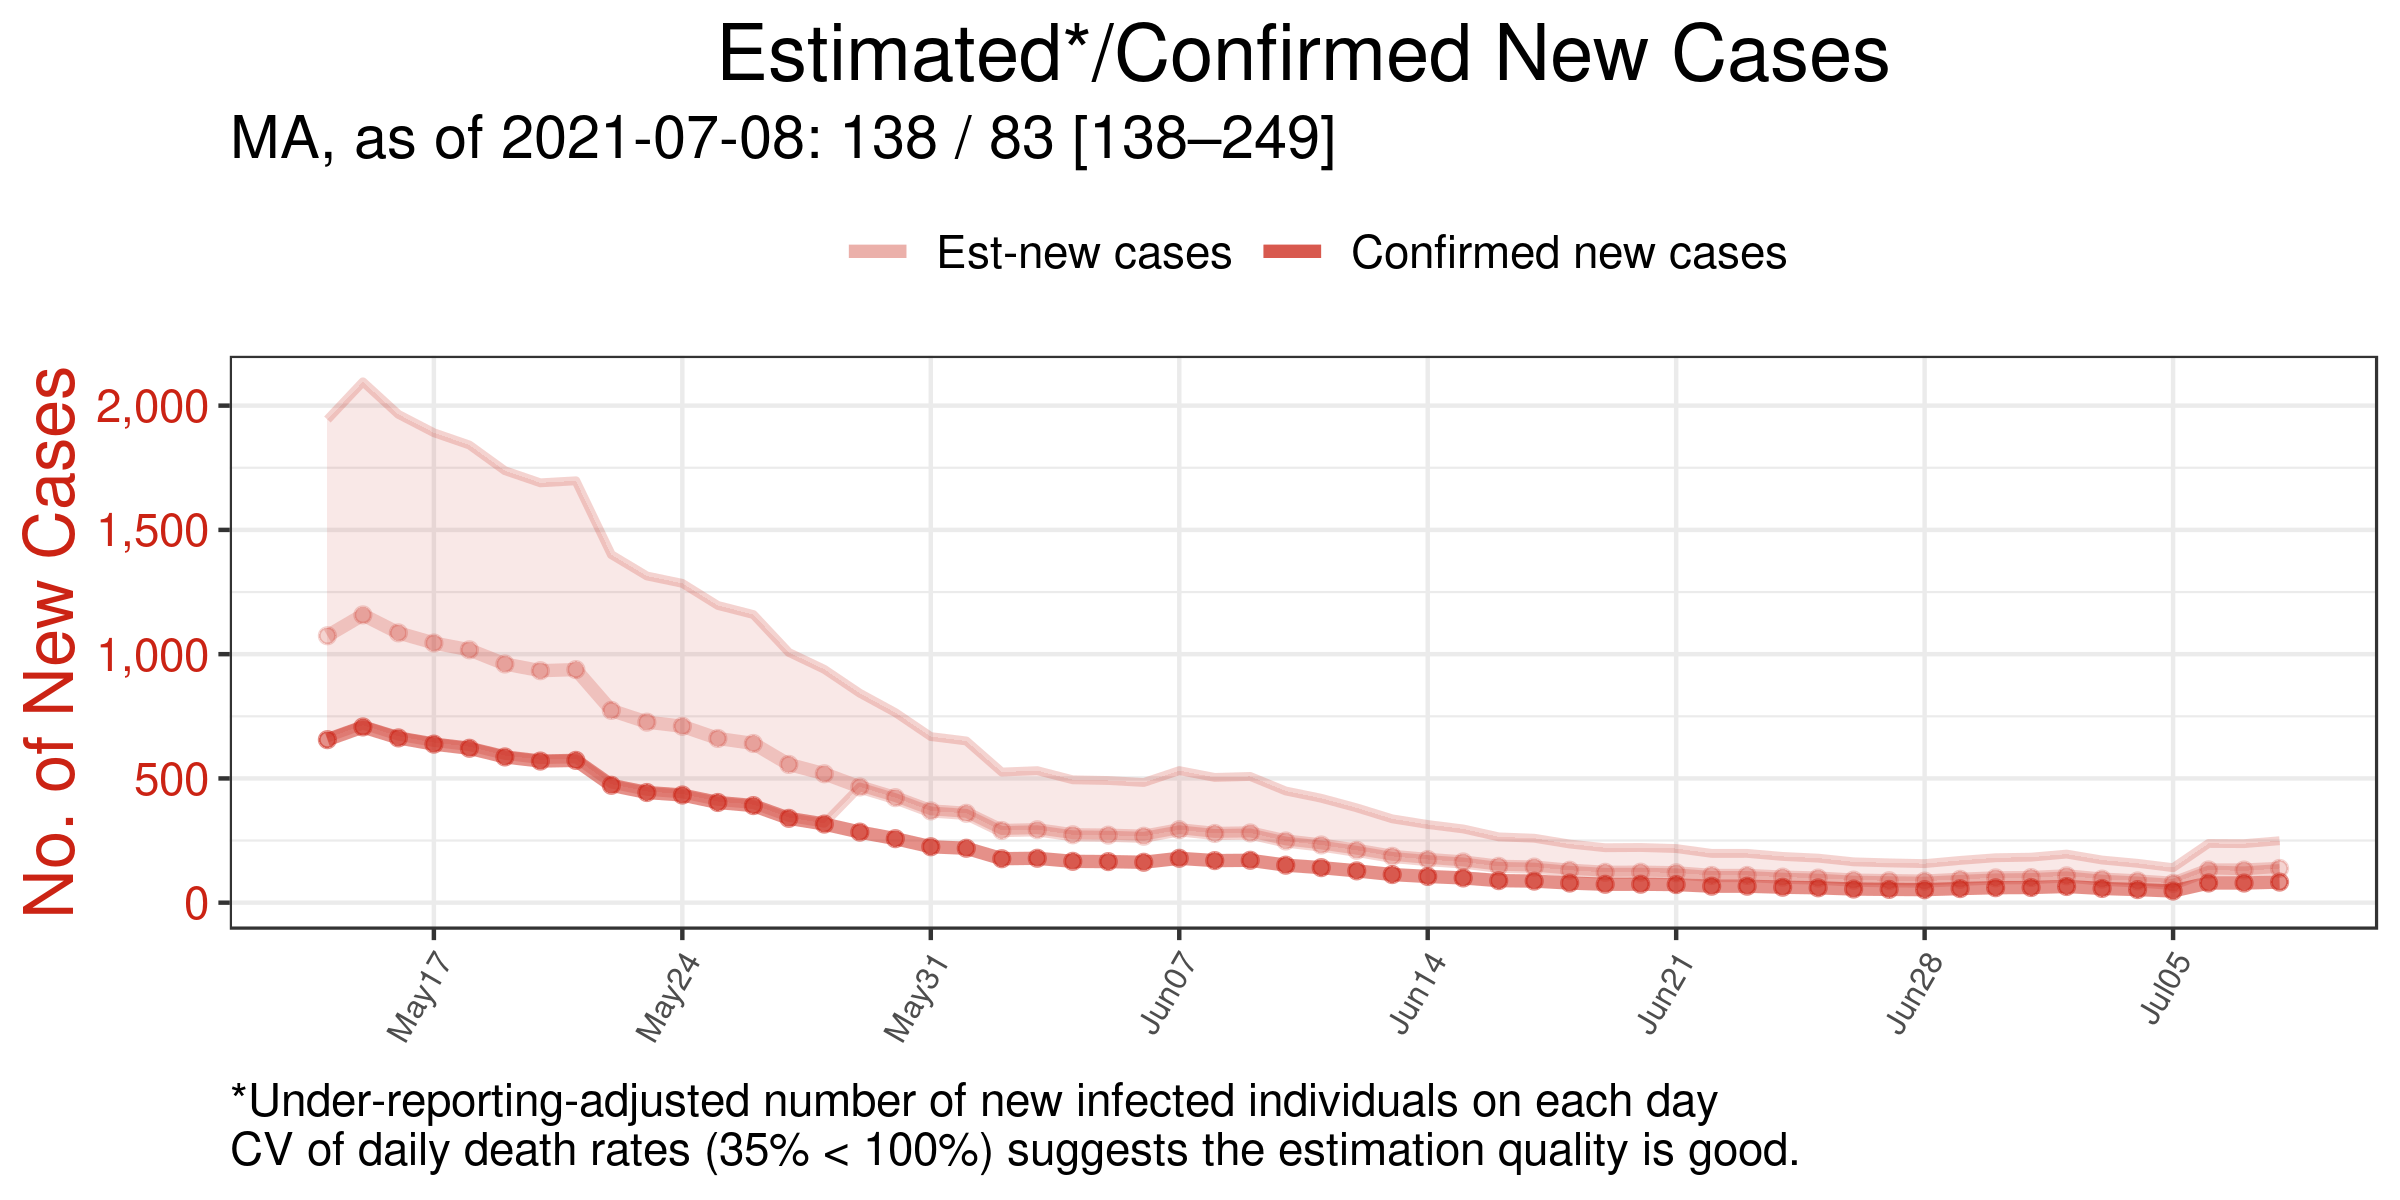 Estimated*/Confirmed New Cases
MA, as of 2021-07-08: 138 / 83 [138–249]
Est-new cases
Confirmed new cases
No. of New Cases
2,000
1,500
1,000
500
0
May17
May24
May31
Jun07
Jun14
Jun21
Jun28
Jul05
*Under-reporting-adjusted number of new infected individuals on each day
CV of daily death rates (35% < 100%) suggests the estimation quality is good.